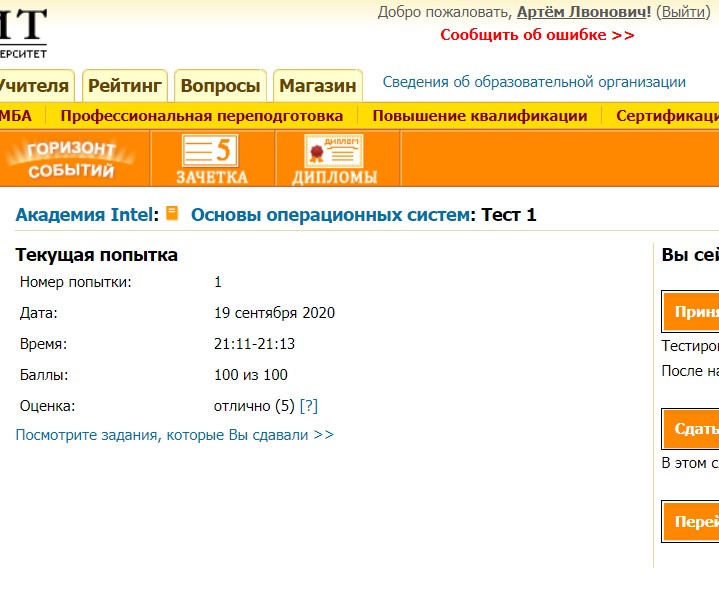 ИТ
Добро пожаловать, Артём Лвонович! (Выйти)
ЕРСИТЕТ
Сообщить об ошибке >>
Учителя Рейтинг Вопросы Магазин Сведения об образовательной организации
МБА Профессиональная переподготовка Повышение квалификации Сертификаци
ГОРИЗОНТ СОБЫТИЙ 5 ЗАЧЕТКА ДИПЛОМ ДИПЛОМЫ
Академия Intel: Основы операционных систем: Тест 1
Текущая попытка
Номер попытки: 1
Дата: 19 сентября 2020
Время: 21:11-21:13
Баллы: 100 из 100
Оценка: отлично (5) [?]
Посмотрите задания, которые Вы сдавали >>
Вы сей
Приня
Тестиро
После на
Сдать
В этом с
Перей